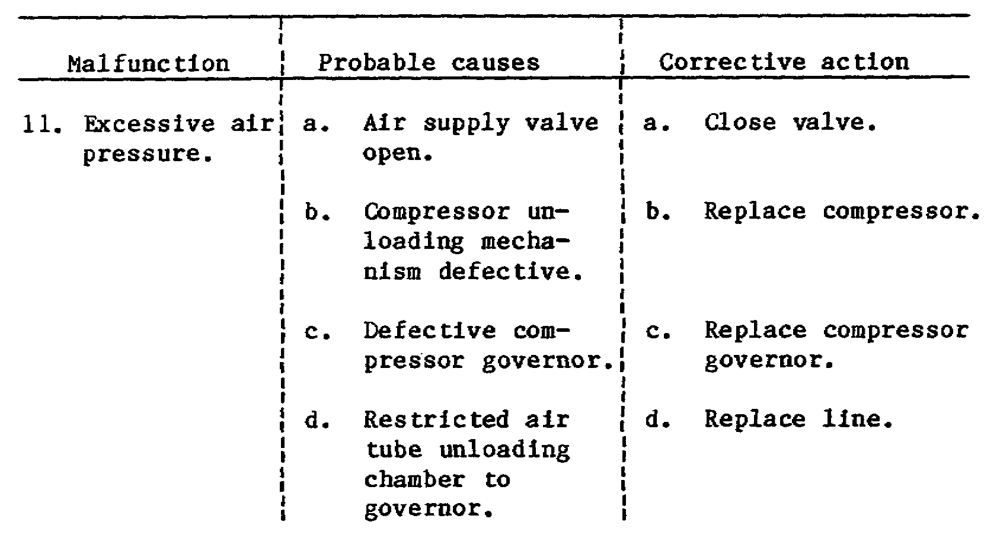 Malfunction Probable causes Corrective action
11. Excessive air a. Air supply valve a. Close valve.
pressure. open.
b. Compressor un- b. Replace compressor.
loading mecha-
nism defective.
c. Defective com- c. Replace compressor
pressor governor. governor.
d. Restricted air d. Replace line.
tube unloading
chamber to
governor.